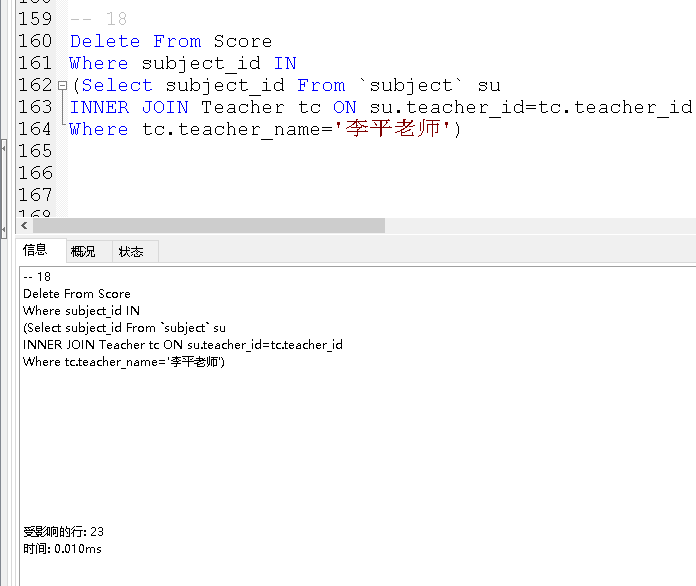 159 -- 18
160 Delete From Score
161 Where subject_id IN
162 (Select subject_id From `subject` su
163 INNER JOIN Teacher tc ON su.teacher_id=tc.teacher_id
164 Where tc.teacher_name='李平老师')
165
166
167
168
信息 概况 状态
-- 18
Delete From Score
Where subject_id IN
(Select subject_id From `subject` su
INNER JOIN Teacher tc ON su.teacher_id=tc.teacher_id
Where tc.teacher_name='李平老师')
受影响的行: 23
时间: 0.010ms